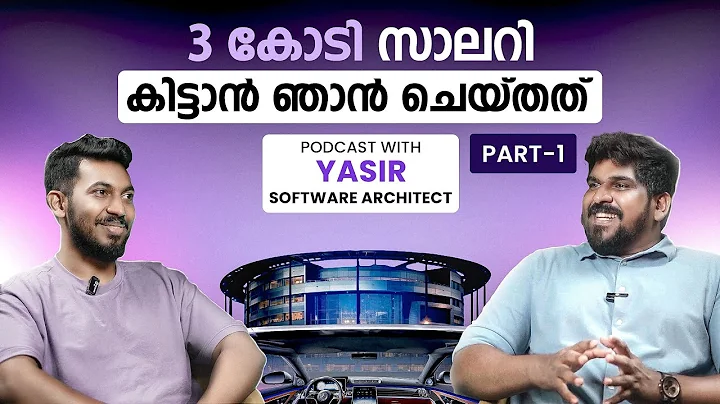 3 കോടി സാലറി
കിട്ടാൻ ഞാൻ ചെയ്തത്
PODCAST WITH
YASIR
SOFTWARE ARCHITECT
PART-1